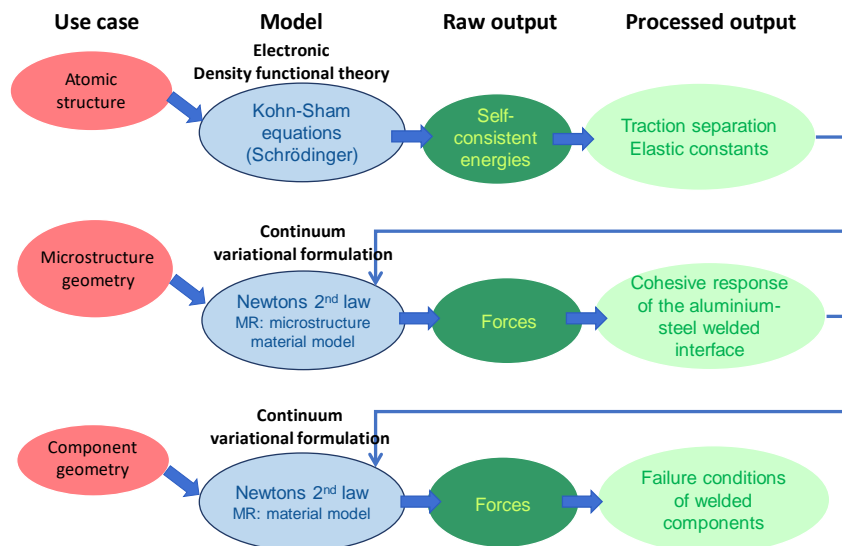 Use case
Model
Raw output
Processed output
Electronic
Density functional theory
Atomic
structure
Kohn-Sham
equations
(Schrödinger)
Self-
consistent
energies
Traction separation
Elastic constants
Continuum
variational formulation
Microstructure
geometry
Newtons 2nd law
MR: microstructure
material model
Forces
Cohesive response
of the aluminium-
steel welded
interface
Continuum
variational formulation
Component
geometry
Newtons 2nd law
MR: material model
Forces
Failure conditions
of welded
components